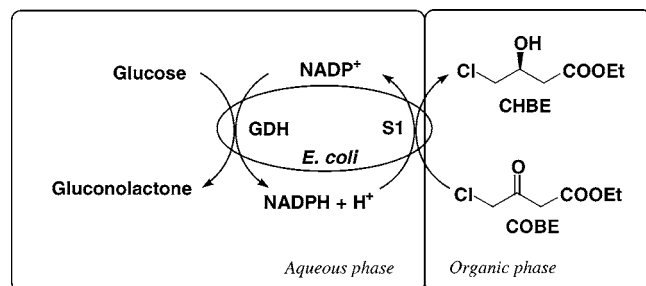 OH
Cl
COOEt
CHBE
Glucose
NADP⁺
GDH
S1
E. coli
Gluconolactone
NADPH + H⁺
O
Cl
COOEt
COBE
Aqueous phase
Organic phase